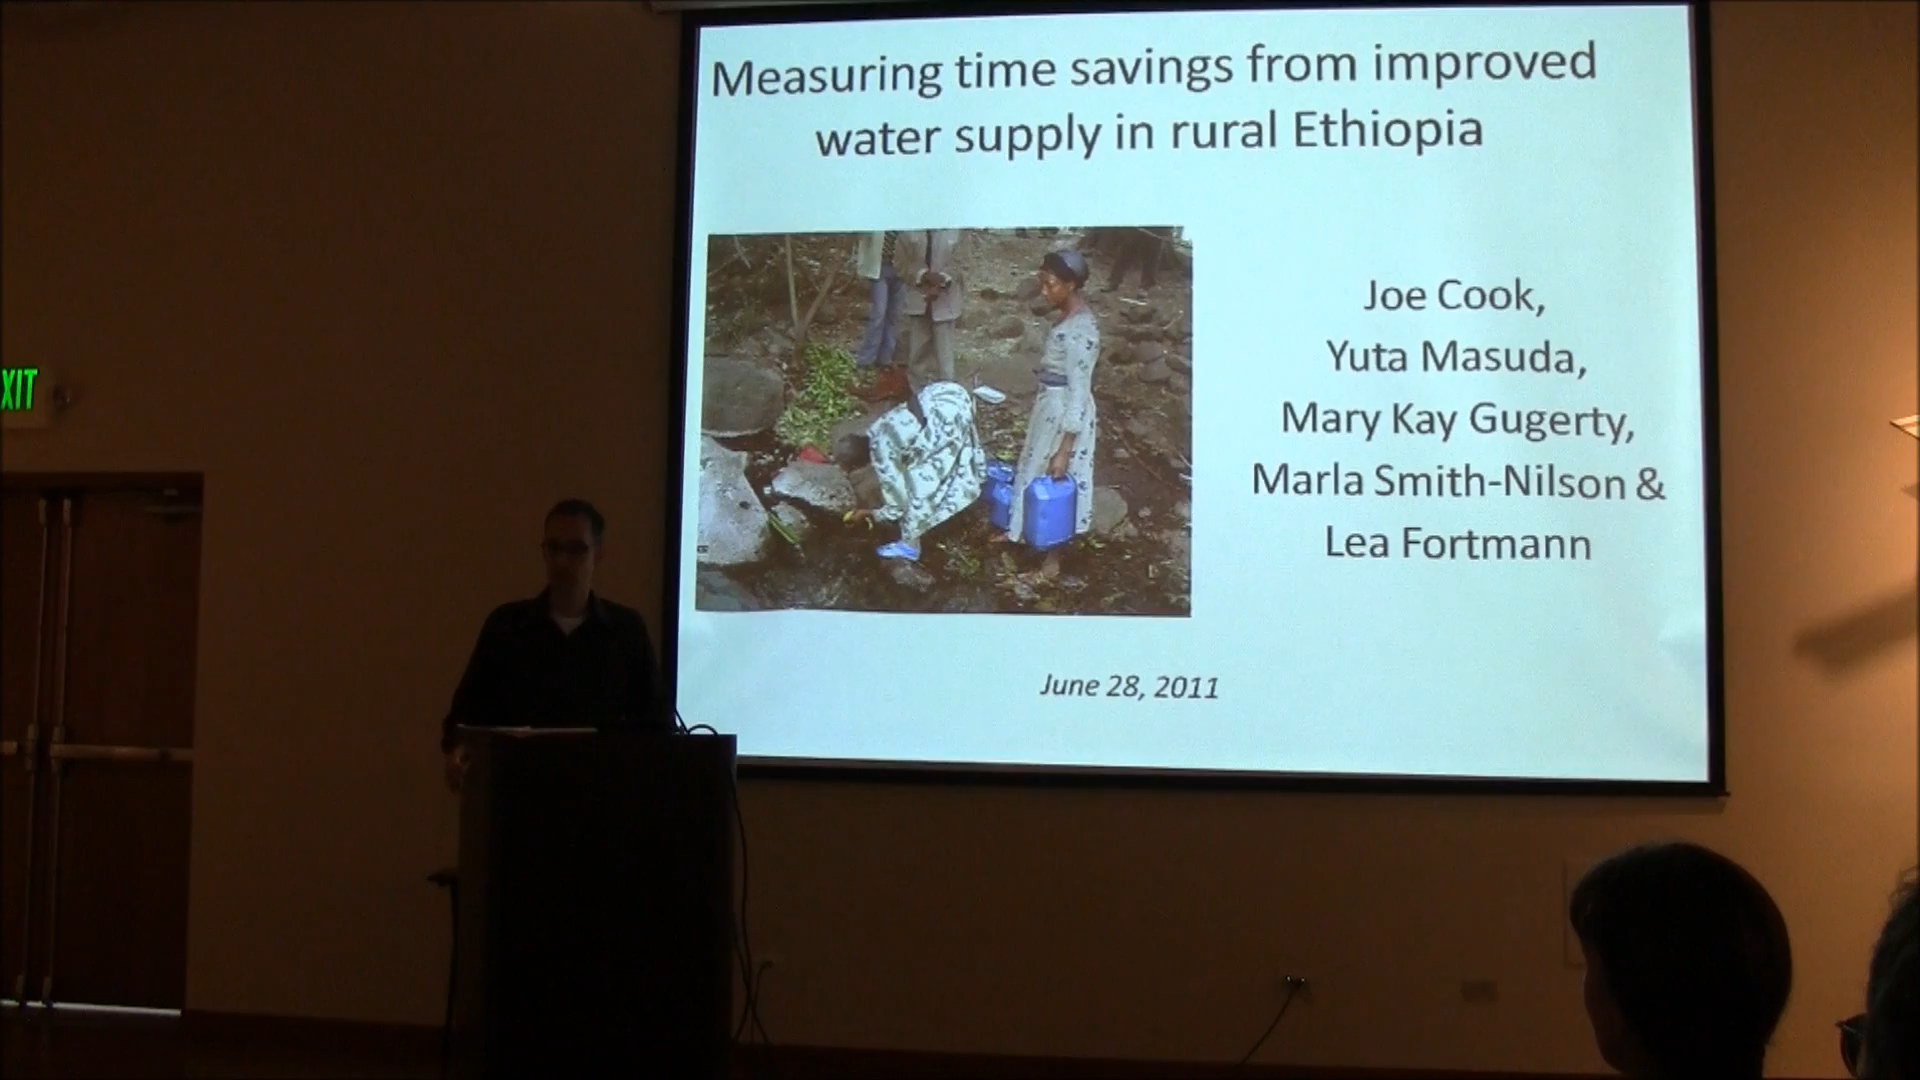 Measuring time savings from improved
water supply in rural Ethiopia
Joe Cook,
Yuta Masuda,
Mary Kay Gugerty,
Marla Smith-Nilson &
Lea Fortmann
June 28, 2011
XIT